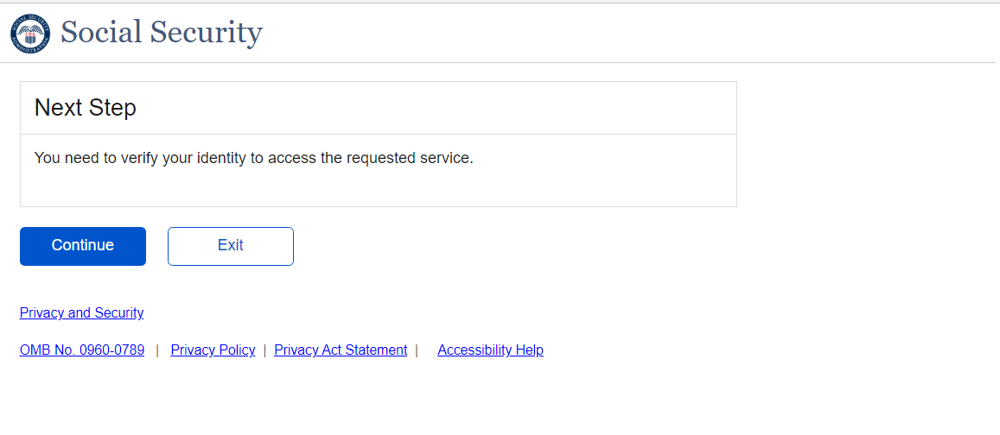 Social Security
Next Step
You need to verify your identity to access the requested service.
Continue
Exit
Privacy and Security
OMB No. 0960-0789 | Privacy Policy | Privacy Act Statement | Accessibility Help